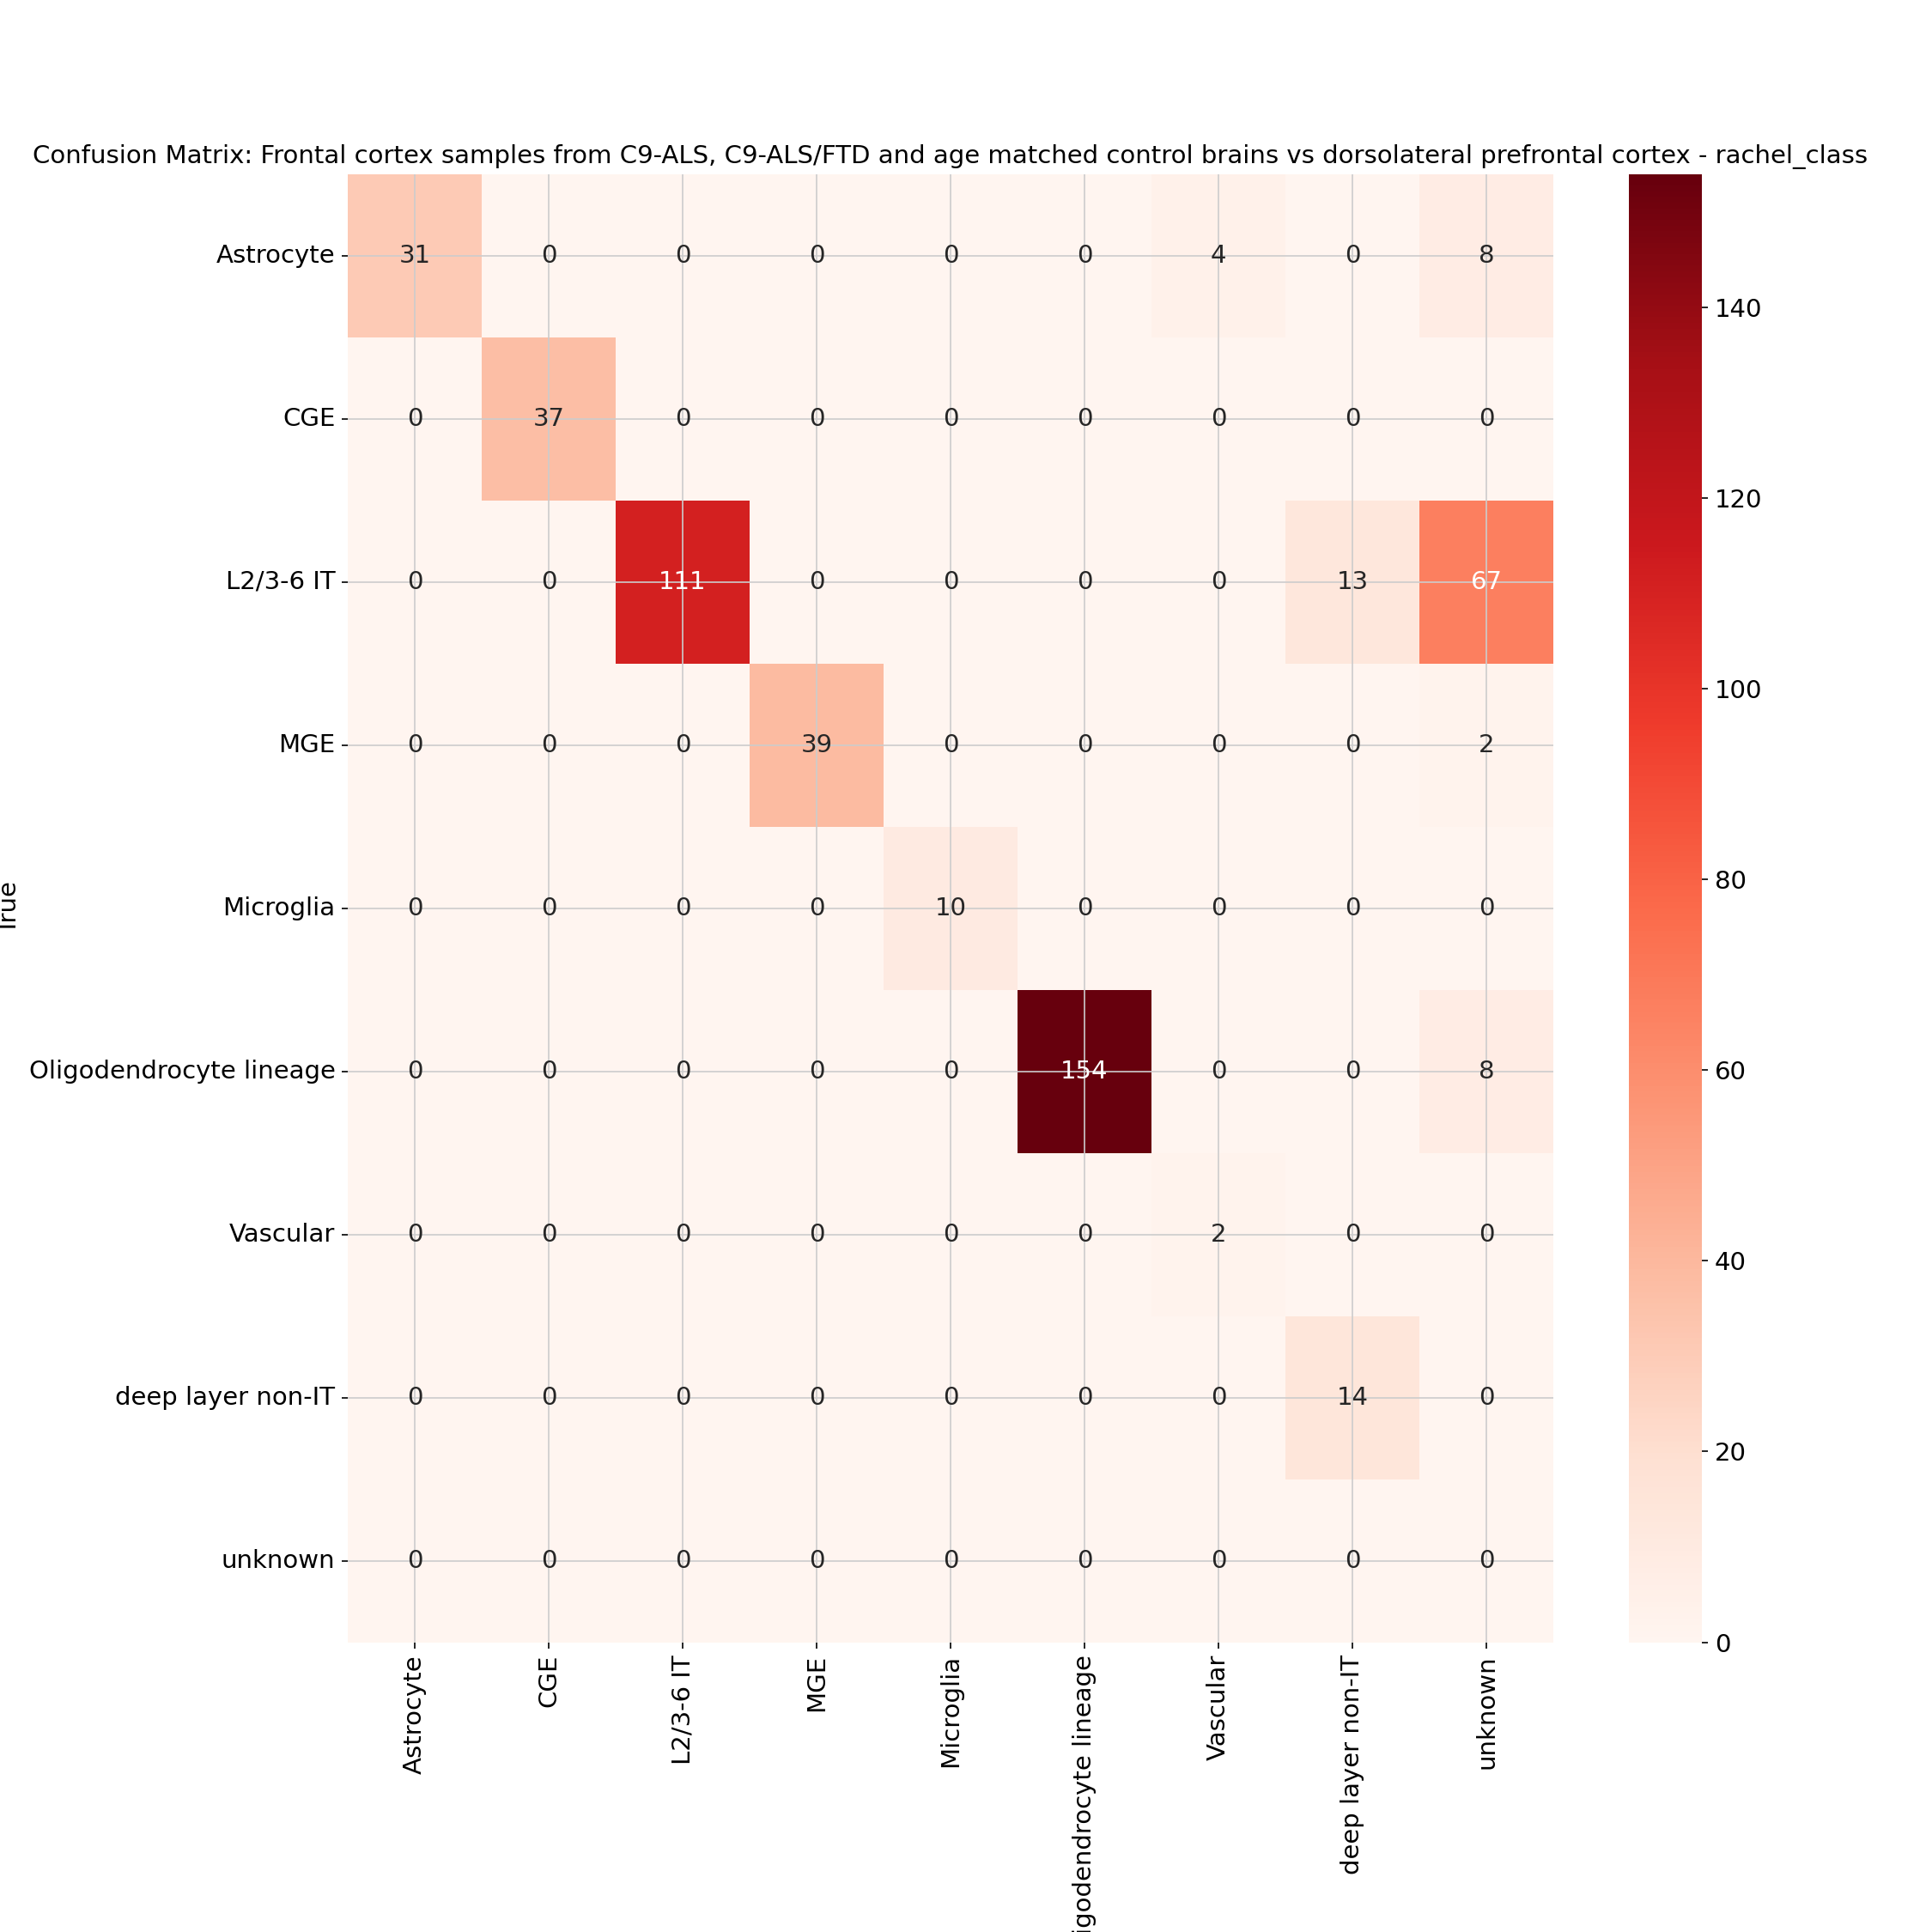 Confusion Matrix: Frontal cortex samples from C9-ALS, C9-ALS/FTD and age matched control brains vs dorsolateral prefrontal cortex - rachel_class
Astrocyte 31 0 0 0 0 0 4 0 8
CGE 0 37 0 0 0 0 0 0 0
L2/3-6 IT 0 0 111 0 0 0 0 13 67
MGE 0 0 0 39 0 0 0 0 2
Microglia 0 0 0 0 10 0 0 0 0
Oligodendrocyte lineage 0 0 0 0 0 154 0 0 8
Vascular 0 0 0 0 0 0 2 0 0
deep layer non-IT 0 0 0 0 0 0 0 14 0
unknown 0 0 0 0 0 0 0 0 0
True
Astrocyte
CGE
L2/3-6 IT
MGE
Microglia
igodendrocyte lineage
Vascular
deep layer non-IT
unknown
140
120
100
80
60
40
20
0